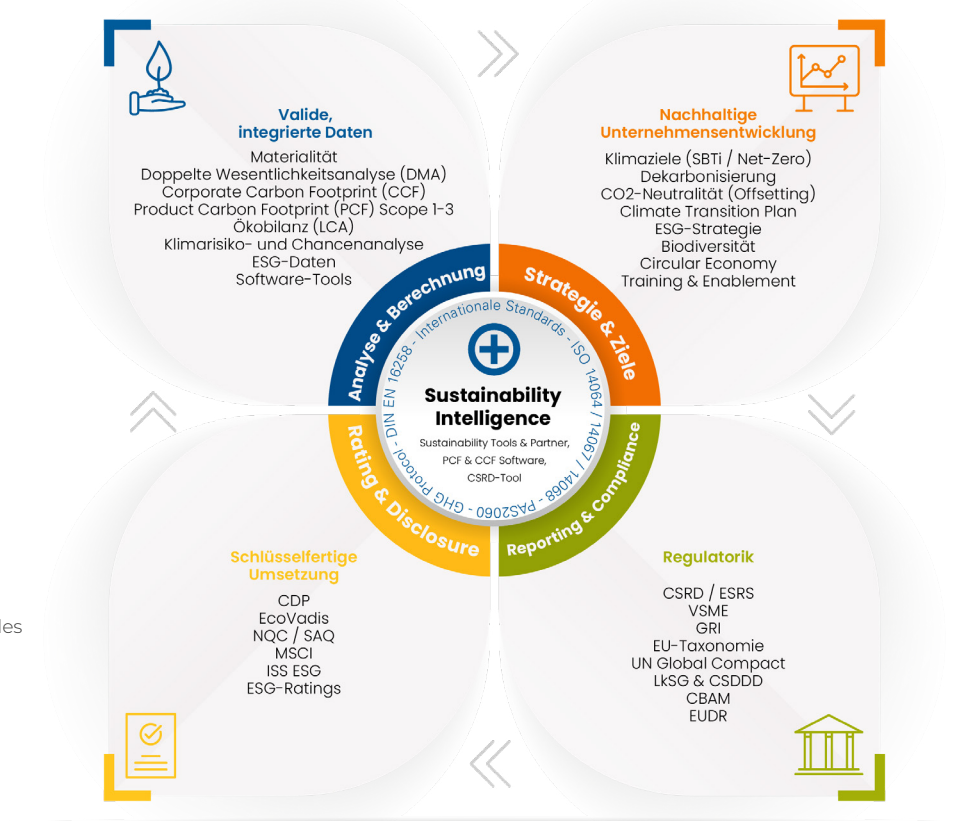 Valide,
integrierte Daten
Materialität
Doppelte Wesentlichkeitsanalyse (DMA)
Corporate Carbon Footprint (CCF)
Product Carbon Footprint (PCF) Scope 1-3
Ökobilanz (LCA)
Klimarisiko- und Chancenanalyse
ESG-Daten
Software-Tools
Nachhaltige
Unternehmensentwicklung
Klimaziele (SBTi / Net-Zero)
Dekarbonisierung
CO2-Neutralität (Offsetting)
Climate Transition Plan
ESG-Strategie
Biodiversität
Circular Economy
Training & Enablement
Analyse & Berechnung
Strategie & Ziele
Internationale Standards - ISO 14064 / 14067 / 14068 - PAS2060 - GHG Protocol - DIN EN 16258 -
Sustainability
Intelligence
Sustainability Tools & Partner,
PCF & CCF Software,
CSRD-Tool
Rating & Disclosure
Reporting & Compliance
Schlüsselfertige
Umsetzung
CDP
EcoVadis
NQC / SAQ
MSCI
ISS ESG
ESG-Ratings
Regulatorik
CSRD / ESRS
VSME
GRI
EU-Taxonomie
UN Global Compact
LkSG & CSDDD
CBAM
EUDR